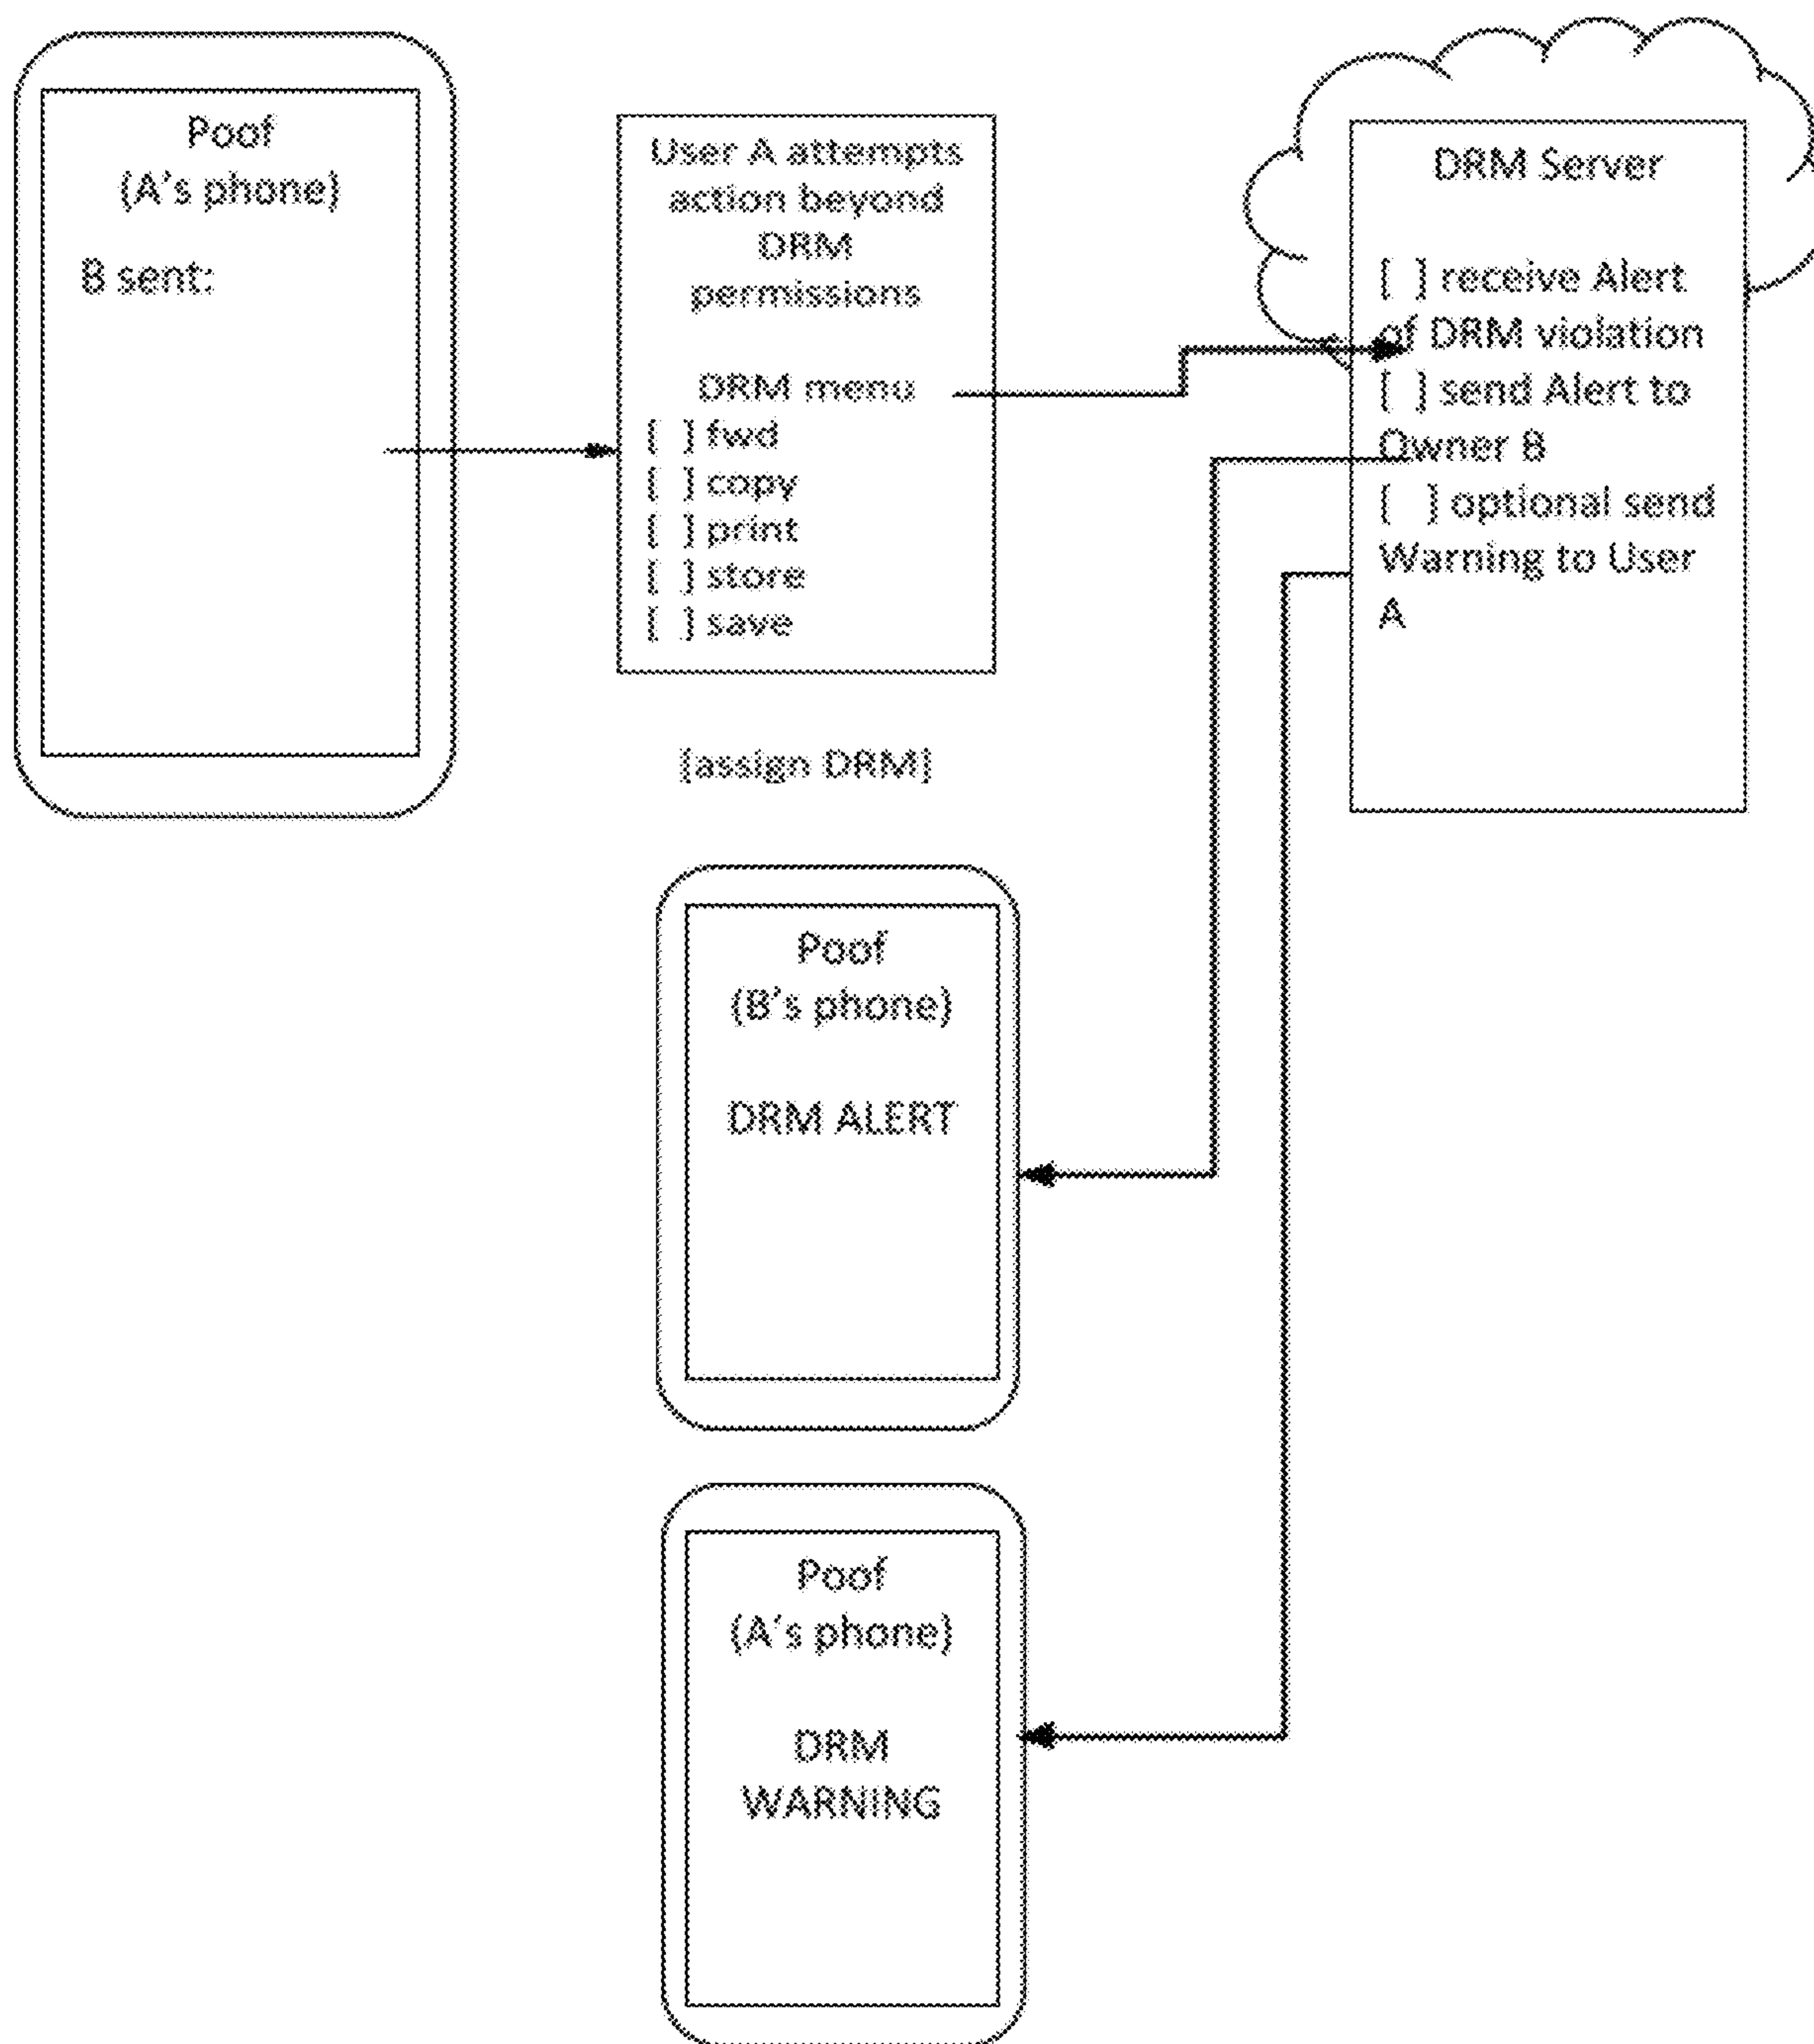 Poof
(A's phone)
B sent:
User A attempts
action beyond
DRM
permissions
DRM menu
[ ] fwd
[ ] copy
[ ] print
[ ] store
[ ] save
[assign DRM]
DRM Server
[ ] receive Alert
of DRM violation
[ ] send Alert to
Owner B
[ ] optional send
Warning to User
A
Poof
(B's phone)
DRM ALERT
Poof
(A's phone)
DRM
WARNING